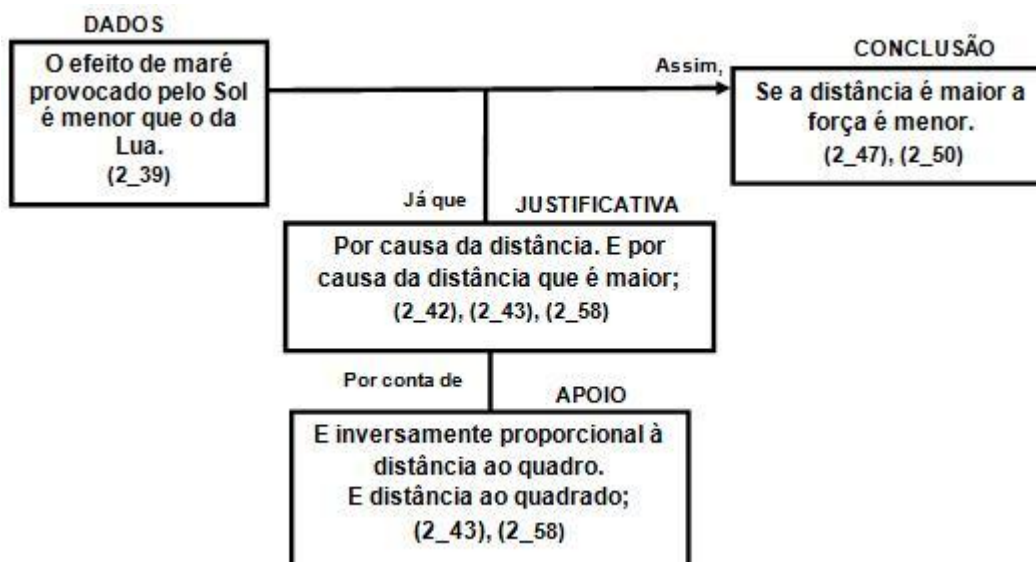 DADOS
O efeito de maré
provocado pelo Sol
é menor que o da
Lua.
(2_39)
Assim,
CONCLUSÃO
Se a distância é maior a
força é menor.
(2_47), (2_50)
Já que
JUSTIFICATIVA
Por causa da distância. E por
causa da distância que é maior;
(2_42), (2_43), (2_58)
Por conta de
APOIO
E inversamente proporcional à
distância ao quadro.
E distância ao quadrado;
(2_43), (2_58)